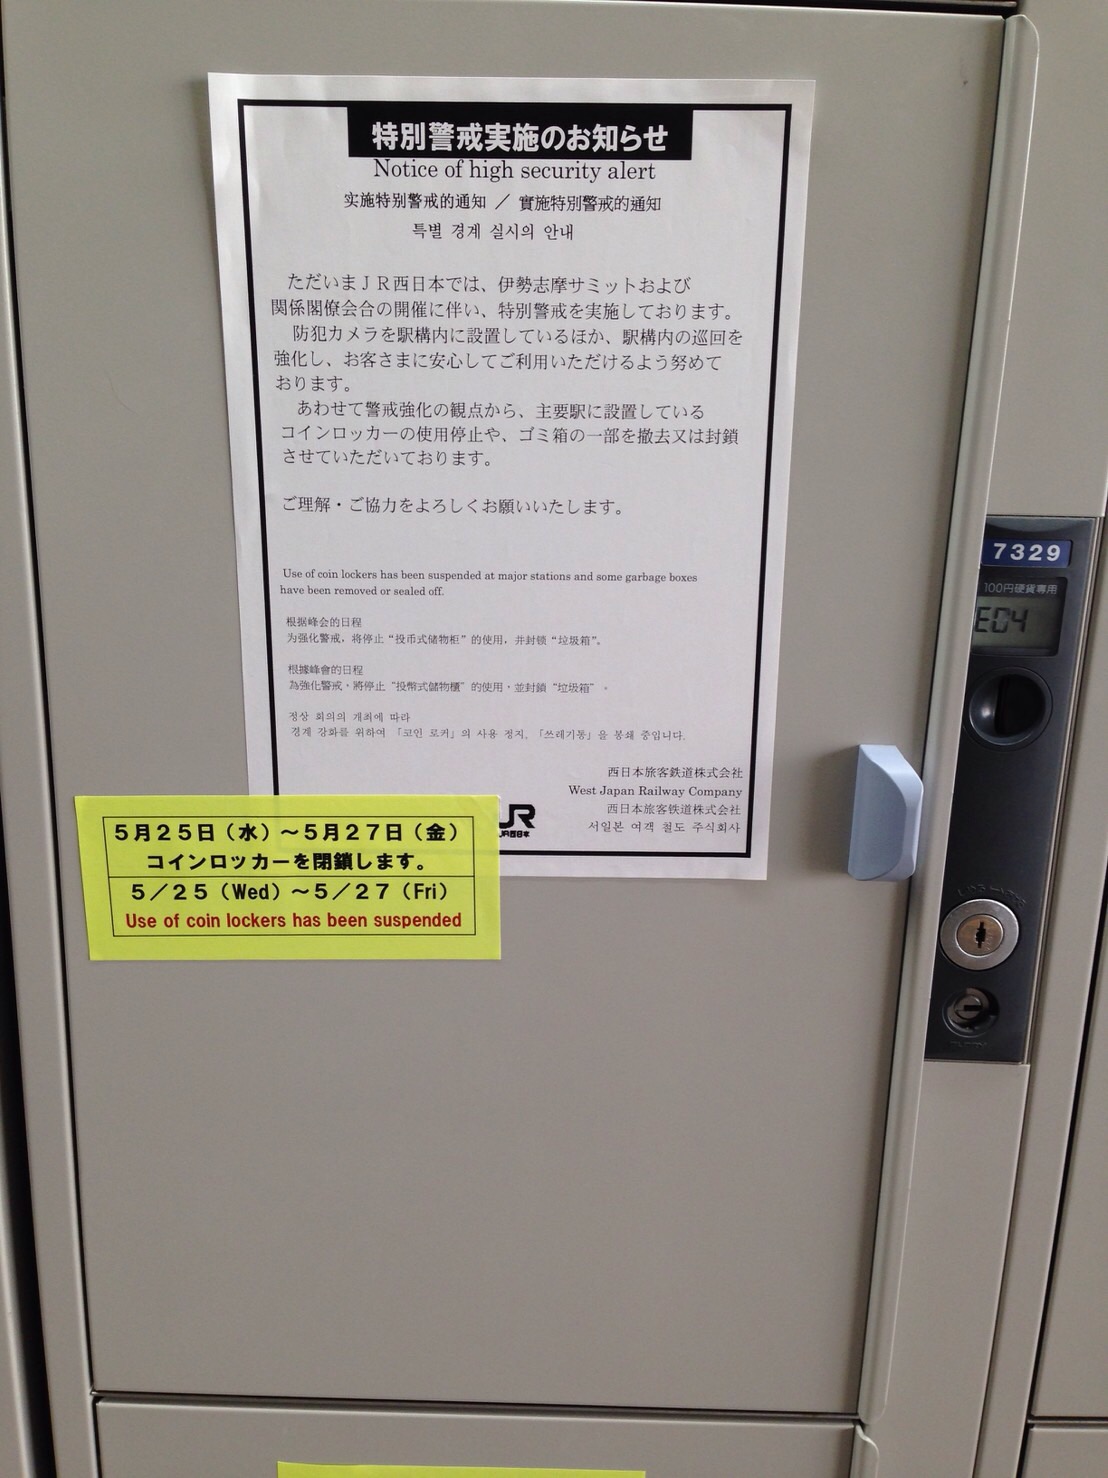 特別警戒実施のお知らせ
Notice of high security alert
实施特别警戒的通知 / 實施特別警戒的通知
특별 경계 실시의 안내
ただいまJR西日本では、伊勢志摩サミットおよび
関係閣僚会合の開催に伴い、特別警戒を実施しております。
防犯カメラを駅構内に設置しているほか、駅構内の巡回を
強化し、お客さまに安心してご利用いただけるよう努めて
おります。
あわせて警戒強化の観点から、主要駅に設置している
コインロッカーの使用停止や、ゴミ箱の一部を撤去又は封鎖
させていただいております。
ご理解・ご協力をよろしくお願いいたします。
Use of coin lockers has been suspended at major stations and some garbage boxes
have been removed or sealed off.
根据峰会的日程
为强化警戒，将停止“投币式储物柜”的使用，并封锁“垃圾箱”。
根據峰會的日程
為強化警戒，將停止“投幣式儲物櫃”的使用，並封鎖“垃圾箱”。
정상 회의의 개최에 따라
경계 강화를 위하여 「코인 로커」의 사용 정지, 「쓰레기통」을 봉쇄 중입니다.
西日本旅客鉄道株式会社
West Japan Railway Company
西日本旅客铁道株式会社
서일본 여객 철도 주식회사
JR西日本
5月25日（水）～5月27日（金）
コインロッカーを閉鎖します。
5／25（Wed）～5／27（Fri）
Use of coin lockers has been suspended
7329
100円硬貨専用
E04